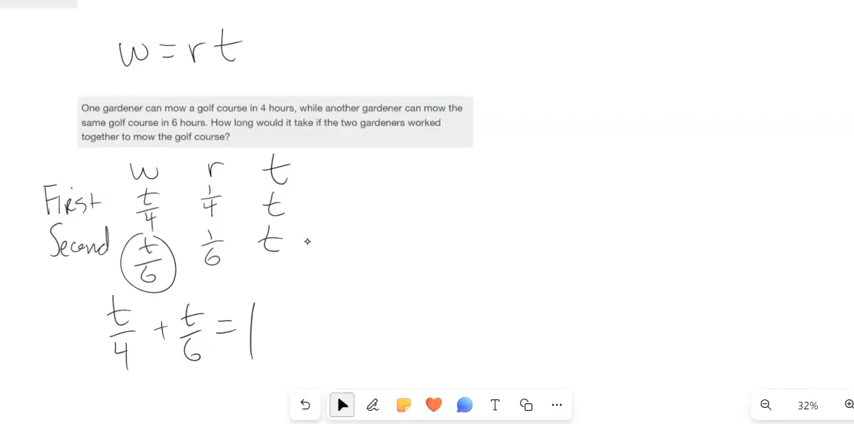 w = rt
One gardener can mow a golf course in 4 hours, while another gardener can mow the
same golf course in 6 hours. How long would it take if the two gardeners worked
together to mow the golf course?
w r t
First t/4 1/4 t
Second t/6 1/6 t
t/4 + t/6 = 1
T
32%